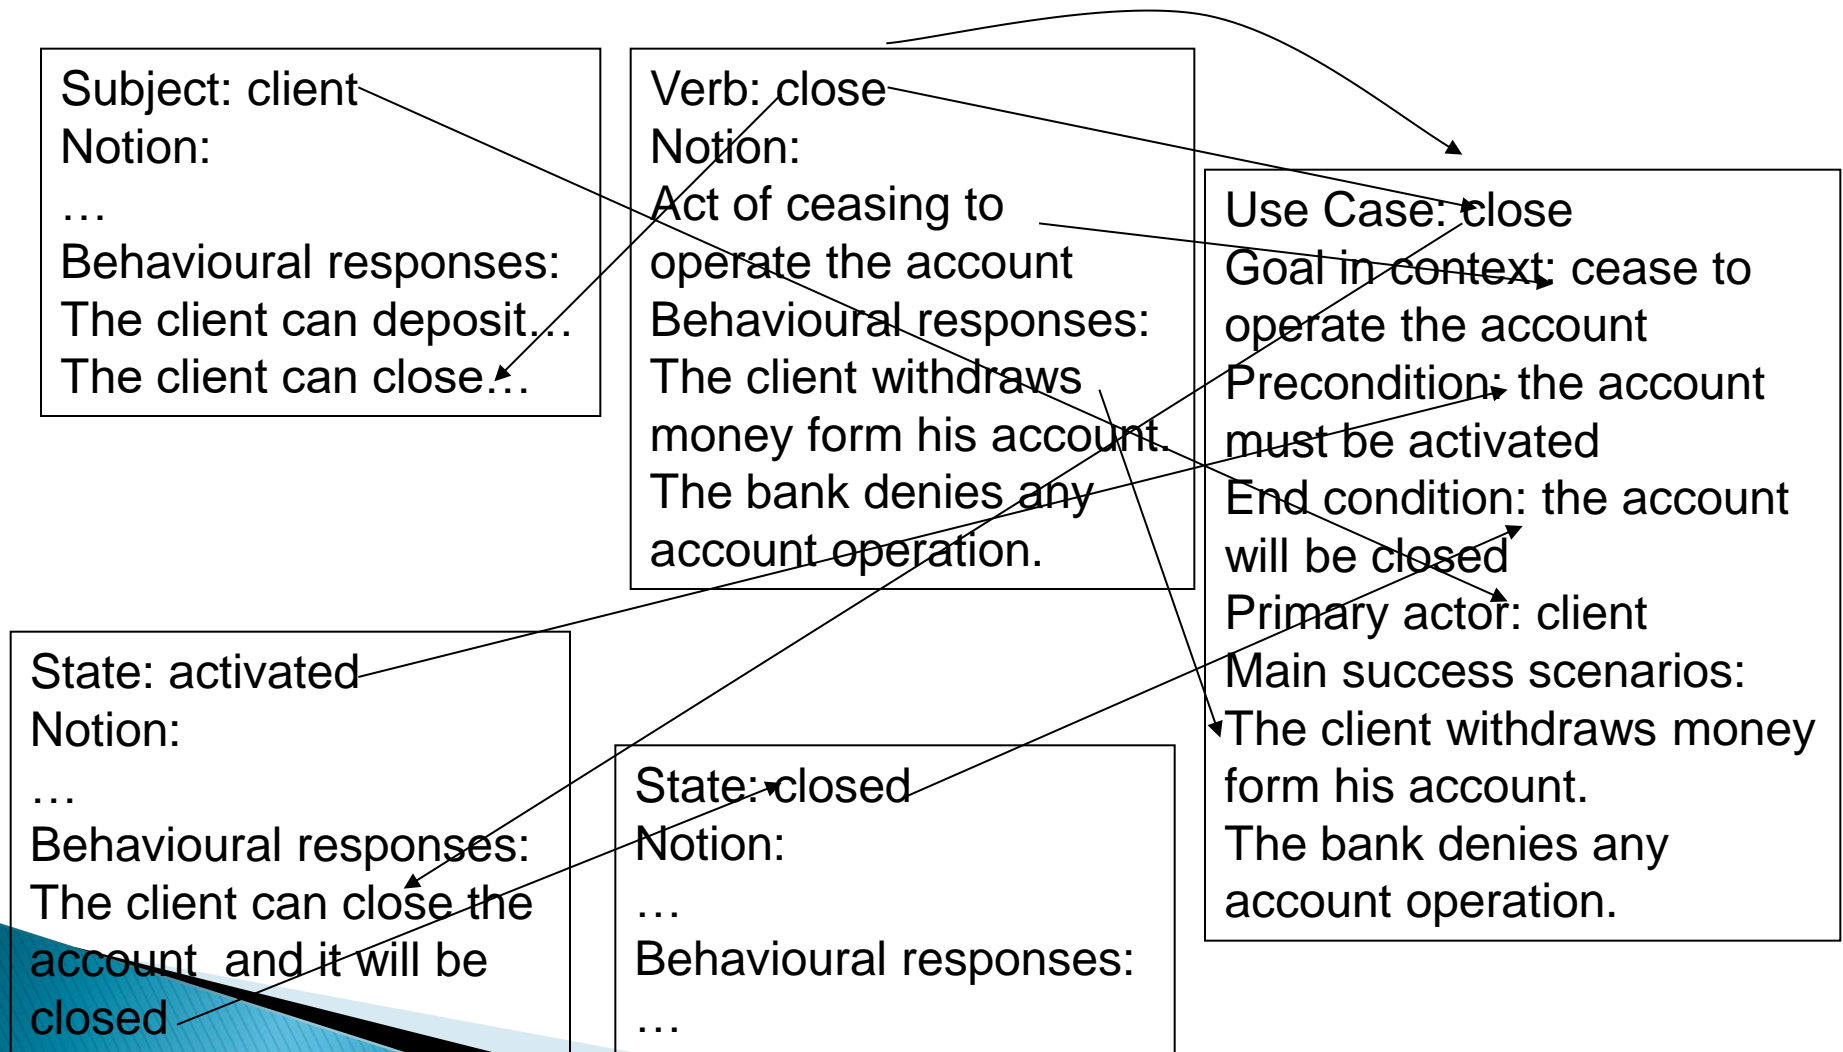 Subject: client
Notion:
…
Behavioural responses:
The client can deposit…
The client can close…
Verb: close
Notion:
Act of ceasing to
operate the account
Behavioural responses:
The client withdraws
money form his account.
The bank denies any
account operation.
Use Case: close
Goal in context: cease to
operate the account
Precondition: the account
must be activated
End condition: the account
will be closed
Primary actor: client
Main success scenarios:
The client withdraws money
form his account.
The bank denies any
account operation.
State: activated
Notion:
…
Behavioural responses:
The client can close the
account  and it will be
closed
State: closed
Notion:
…
Behavioural responses:
…